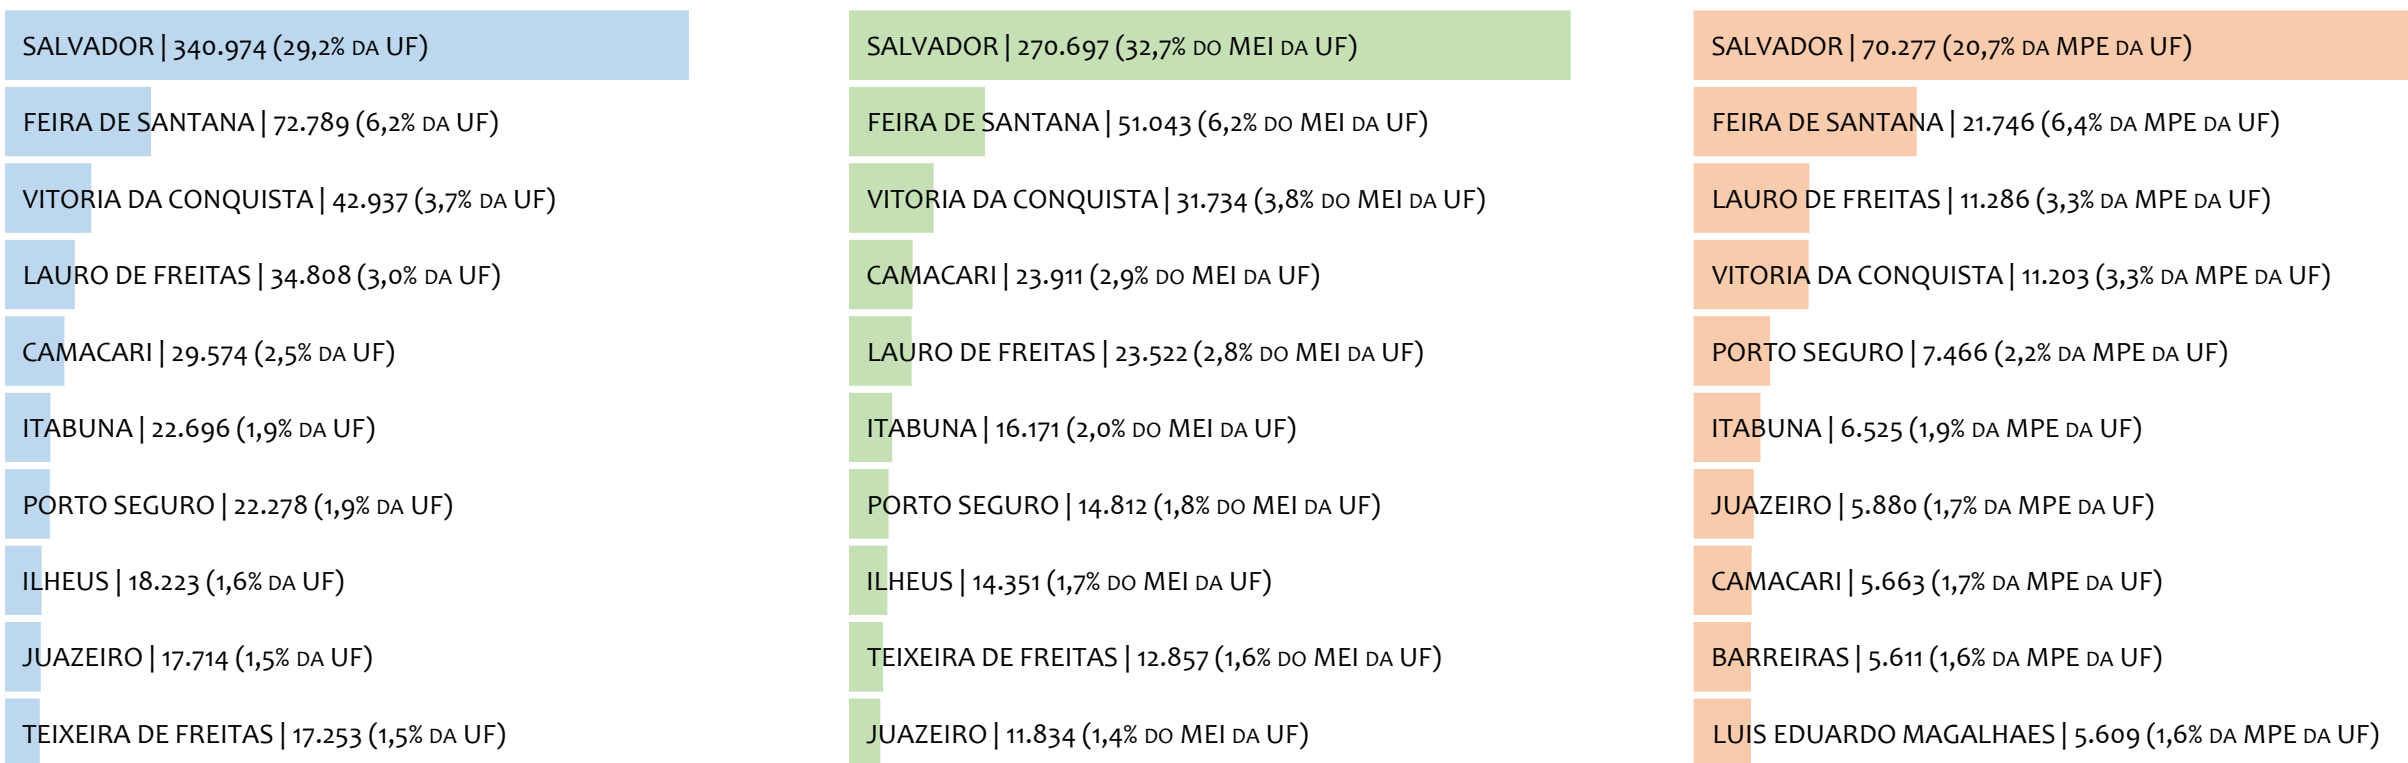 SALVADOR | 340.974 (29,2% DA UF)
FEIRA DE SANTANA | 72.789 (6,2% DA UF)
VITORIA DA CONQUISTA | 42.937 (3,7% DA UF)
LAURO DE FREITAS | 34.808 (3,0% DA UF)
CAMACARI | 29.574 (2,5% DA UF)
ITABUNA | 22.696 (1,9% DA UF)
PORTO SEGURO | 22.278 (1,9% DA UF)
ILHEUS | 18.223 (1,6% DA UF)
JUAZEIRO | 17.714 (1,5% DA UF)
TEIXEIRA DE FREITAS | 17.253 (1,5% DA UF)
SALVADOR | 270.697 (32,7% DO MEI DA UF)
FEIRA DE SANTANA | 51.043 (6,2% DO MEI DA UF)
VITORIA DA CONQUISTA | 31.734 (3,8% DO MEI DA UF)
CAMACARI | 23.911 (2,9% DO MEI DA UF)
LAURO DE FREITAS | 23.522 (2,8% DO MEI DA UF)
ITABUNA | 16.171 (2,0% DO MEI DA UF)
PORTO SEGURO | 14.812 (1,8% DO MEI DA UF)
ILHEUS | 14.351 (1,7% DO MEI DA UF)
TEIXEIRA DE FREITAS | 12.857 (1,6% DO MEI DA UF)
JUAZEIRO | 11.834 (1,4% DO MEI DA UF)
SALVADOR | 70.277 (20,7% DA MPE DA UF)
FEIRA DE SANTANA | 21.746 (6,4% DA MPE DA UF)
LAURO DE FREITAS | 11.286 (3,3% DA MPE DA UF)
VITORIA DA CONQUISTA | 11.203 (3,3% DA MPE DA UF)
PORTO SEGURO | 7.466 (2,2% DA MPE DA UF)
ITABUNA | 6.525 (1,9% DA MPE DA UF)
JUAZEIRO | 5.880 (1,7% DA MPE DA UF)
CAMACARI | 5.663 (1,7% DA MPE DA UF)
BARREIRAS | 5.611 (1,6% DA MPE DA UF)
LUIS EDUARDO MAGALHAES | 5.609 (1,6% DA MPE DA UF)